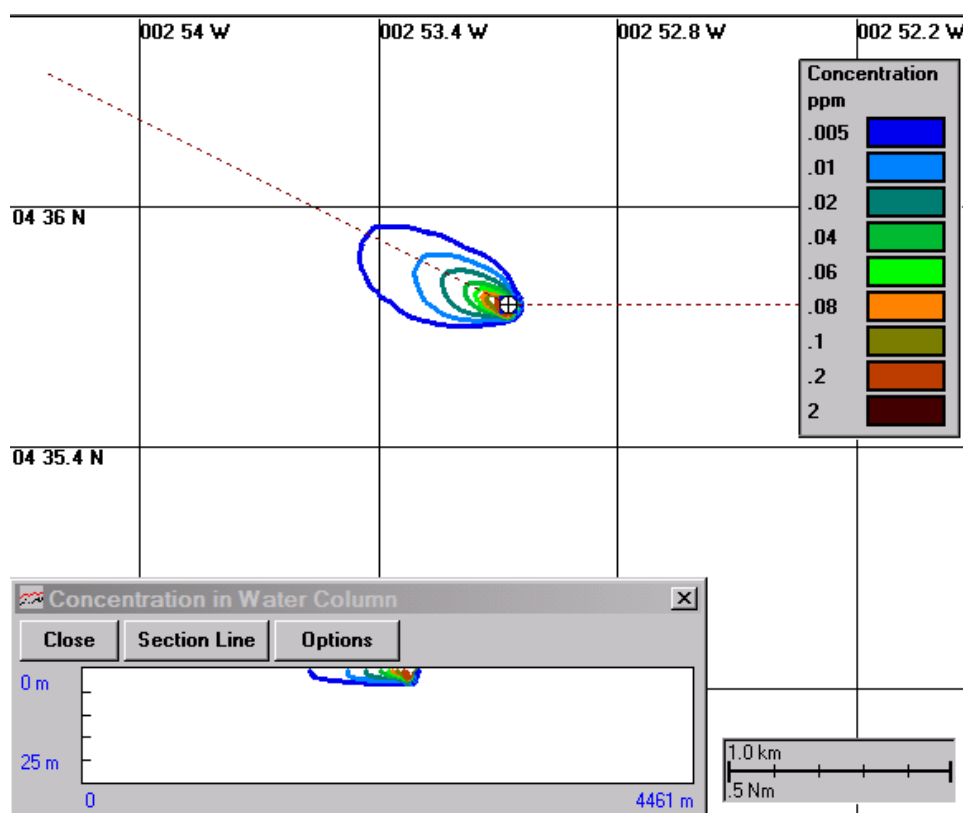 002 54 W 002 53.4 W 002 52.8 W 002 52.2 W
Concentration
ppm
.005
.01
.02
.04
.06
.08
.1
.2
2
04 36 N
04 35.4 N
Concentration in Water Column
Close Section Line Options
0 m
25 m
0 4461 m
1.0 km
.5 Nm